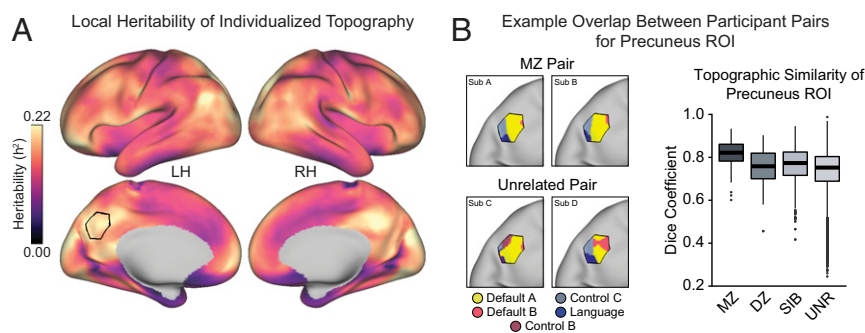 A
Local Heritability of Individualized Topography
0.22
Heritability (h²)
0.00
LH
RH
B
Example Overlap Between Participant Pairs
for Precuneus ROI
MZ Pair
Sub A
Sub B
Unrelated Pair
Sub C
Sub D
Default A
Control C
Default B
Language
Control B
Topographic Similarity of
Precuneus ROI
Dice Coefficient
1.0
0.8
0.6
0.4
0.2
MZ
DZ
SIB
UNR